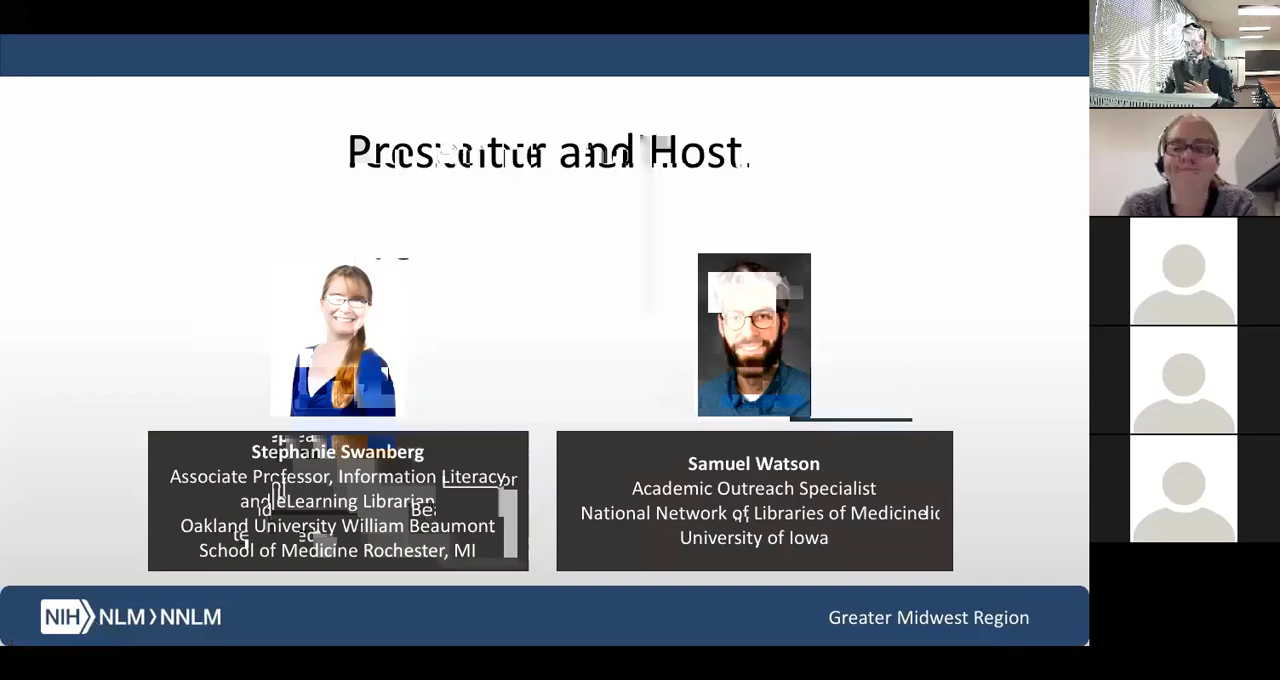 Presenter and Host
Stephanie Swanberg
Associate Professor, Information Literacy
and eLearning Librarian
Oakland University William Beaumont
School of Medicine Rochester, MI
Samuel Watson
Academic Outreach Specialist
National Network of Libraries of Medicine
University of Iowa
NIH NLM NNLM
Greater Midwest Region